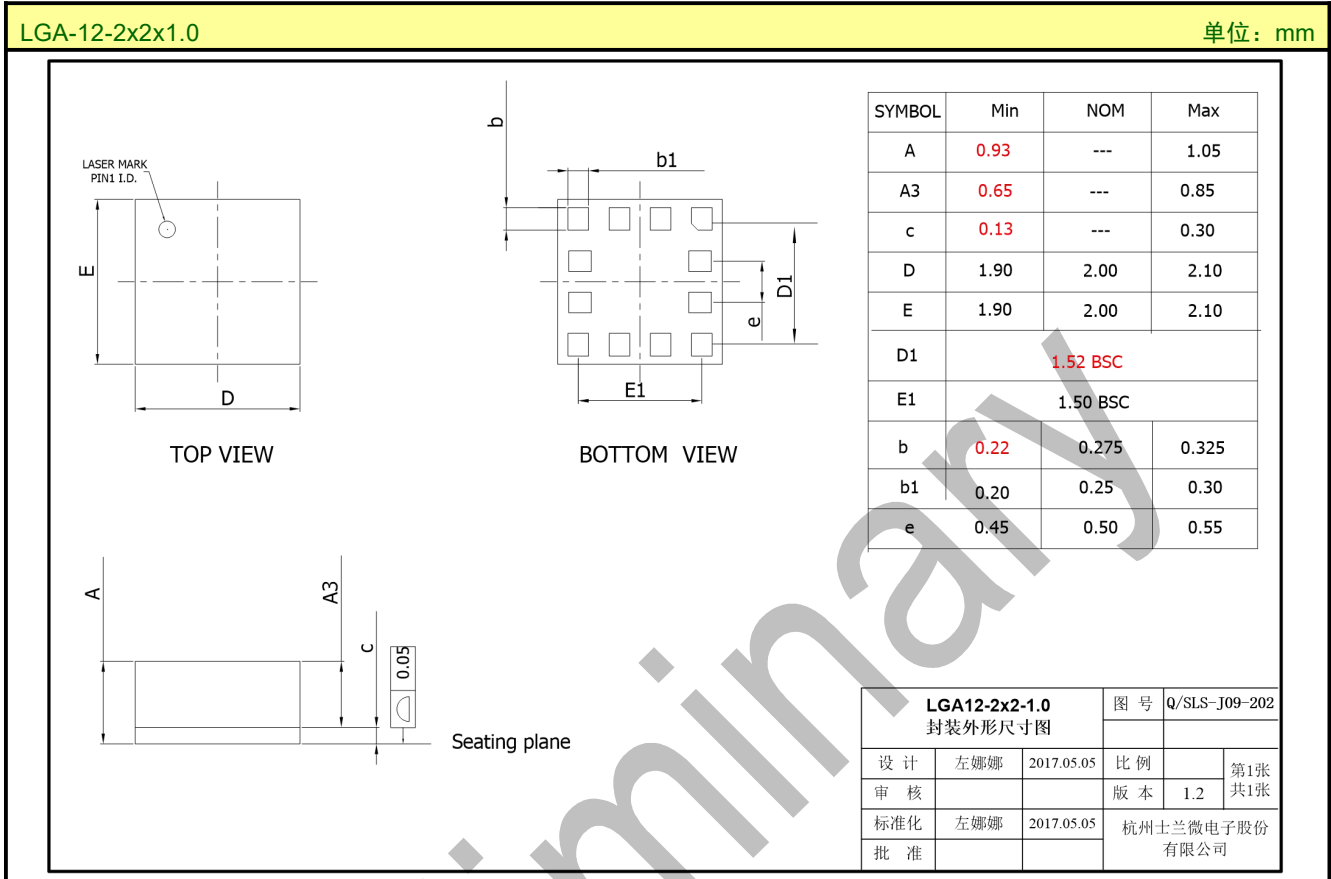 LGA-12-2x2x1.0 单位：mm
LASER MARK
PIN1 I.D.
E
D
TOP VIEW
b
b1
D1
e
E1
BOTTOM VIEW
SYMBOL Min NOM Max
A 0.93 --- 1.05
A3 0.65 --- 0.85
c 0.13 --- 0.30
D 1.90 2.00 2.10
E 1.90 2.00 2.10
D1 1.52 BSC
E1 1.50 BSC
b 0.22 0.275 0.325
b1 0.20 0.25 0.30
e 0.45 0.50 0.55
A
A3
c
0.05
Seating plane
LGA12-2x2-1.0
封装外形尺寸图
图 号 Q/SLS-J09-202
设 计 左娜娜 2017.05.05 比 例
第1张
共1张
审 核 版 本 1.2
标准化 左娜娜 2017.05.05
杭州士兰微电子股份
有限公司
批 准